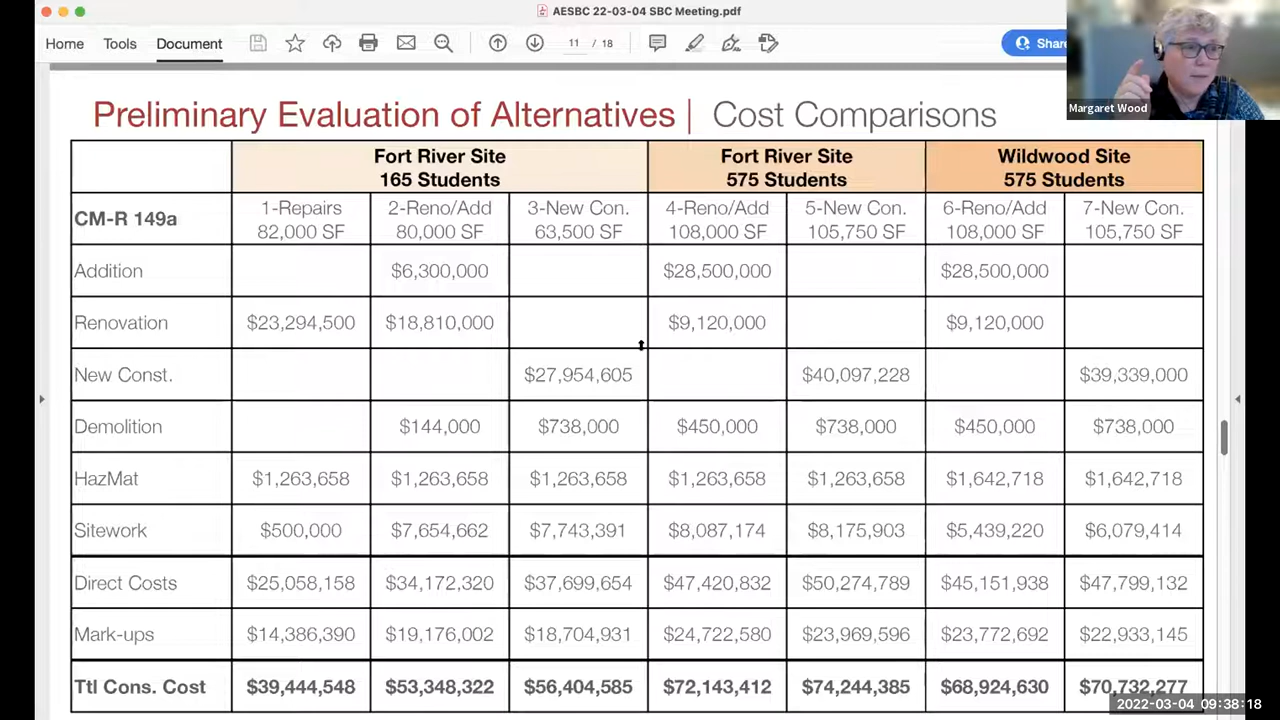 AESBC 22-03-04 SBC Meeting.pdf
Home Tools Document 11 / 18 Share
Margaret Wood
Preliminary Evaluation of Alternatives | Cost Comparisons
Fort River Site Fort River Site Wildwood Site
165 Students 575 Students 575 Students
CM-R 149a 1-Repairs 2-Reno/Add 3-New Con. 4-Reno/Add 5-New Con. 6-Reno/Add 7-New Con.
82,000 SF 80,000 SF 63,500 SF 108,000 SF 105,750 SF 108,000 SF 105,750 SF
Addition $6,300,000 $28,500,000 $28,500,000
Renovation $23,294,500 $18,810,000 $9,120,000 $9,120,000
New Const. $27,954,605 $40,097,228 $39,339,000
Demolition $144,000 $738,000 $450,000 $738,000 $450,000 $738,000
HazMat $1,263,658 $1,263,658 $1,263,658 $1,263,658 $1,263,658 $1,642,718 $1,642,718
Sitework $500,000 $7,654,662 $7,743,391 $8,087,174 $8,175,903 $5,439,220 $6,079,414
Direct Costs $25,058,158 $34,172,320 $37,699,654 $47,420,832 $50,274,789 $45,151,938 $47,799,132
Mark-ups $14,386,390 $19,176,002 $18,704,931 $24,722,580 $23,969,596 $23,772,692 $22,933,145
Ttl Cons. Cost $39,444,548 $53,348,322 $56,404,585 $72,143,412 $74,244,385 $68,924,630 $70,732,277
2022-03-04 09:38:18